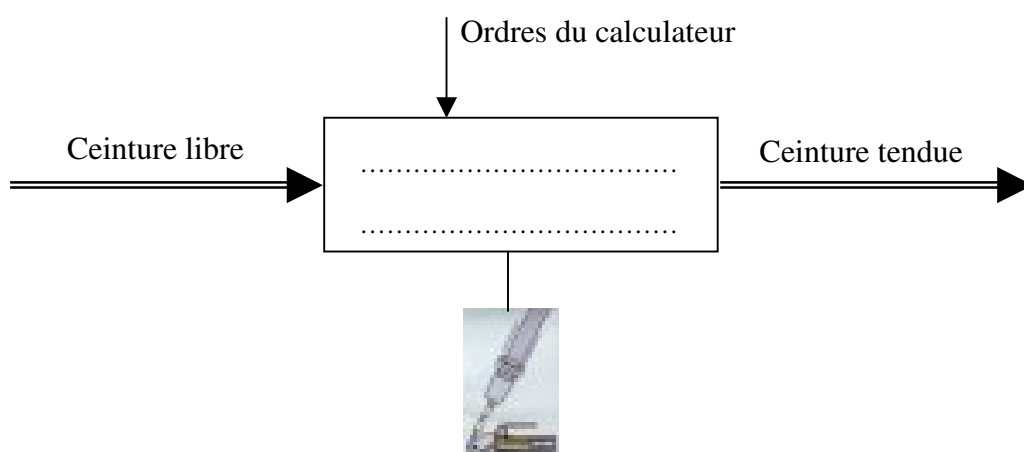 Ordres du calculateur
Ceinture libre
Ceinture tendue
....................................
....................................